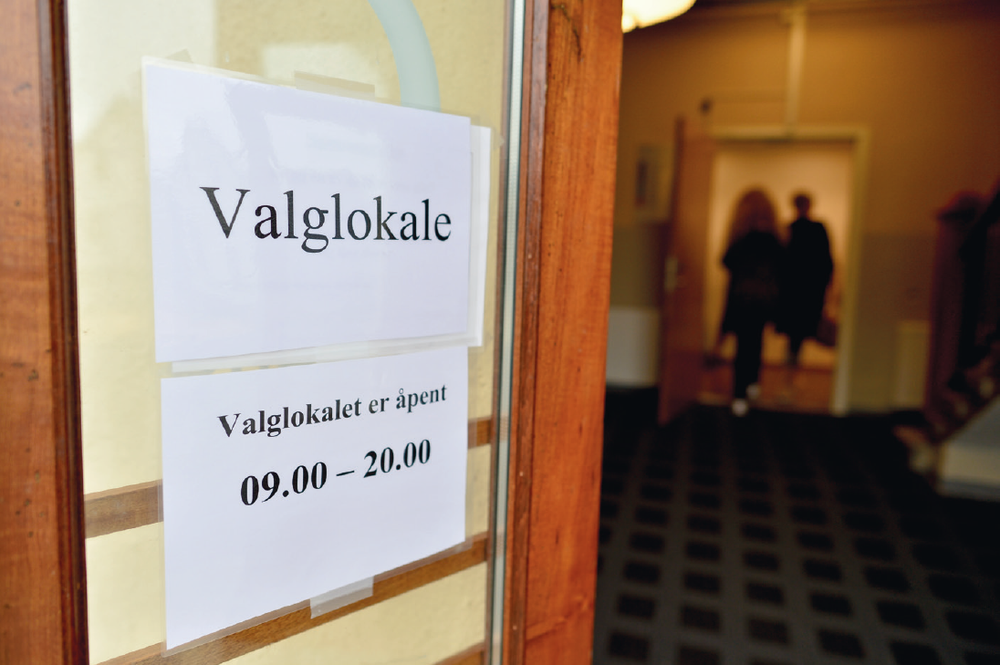 Valglokale
Valglokalet er åpent
09.00 – 20.00